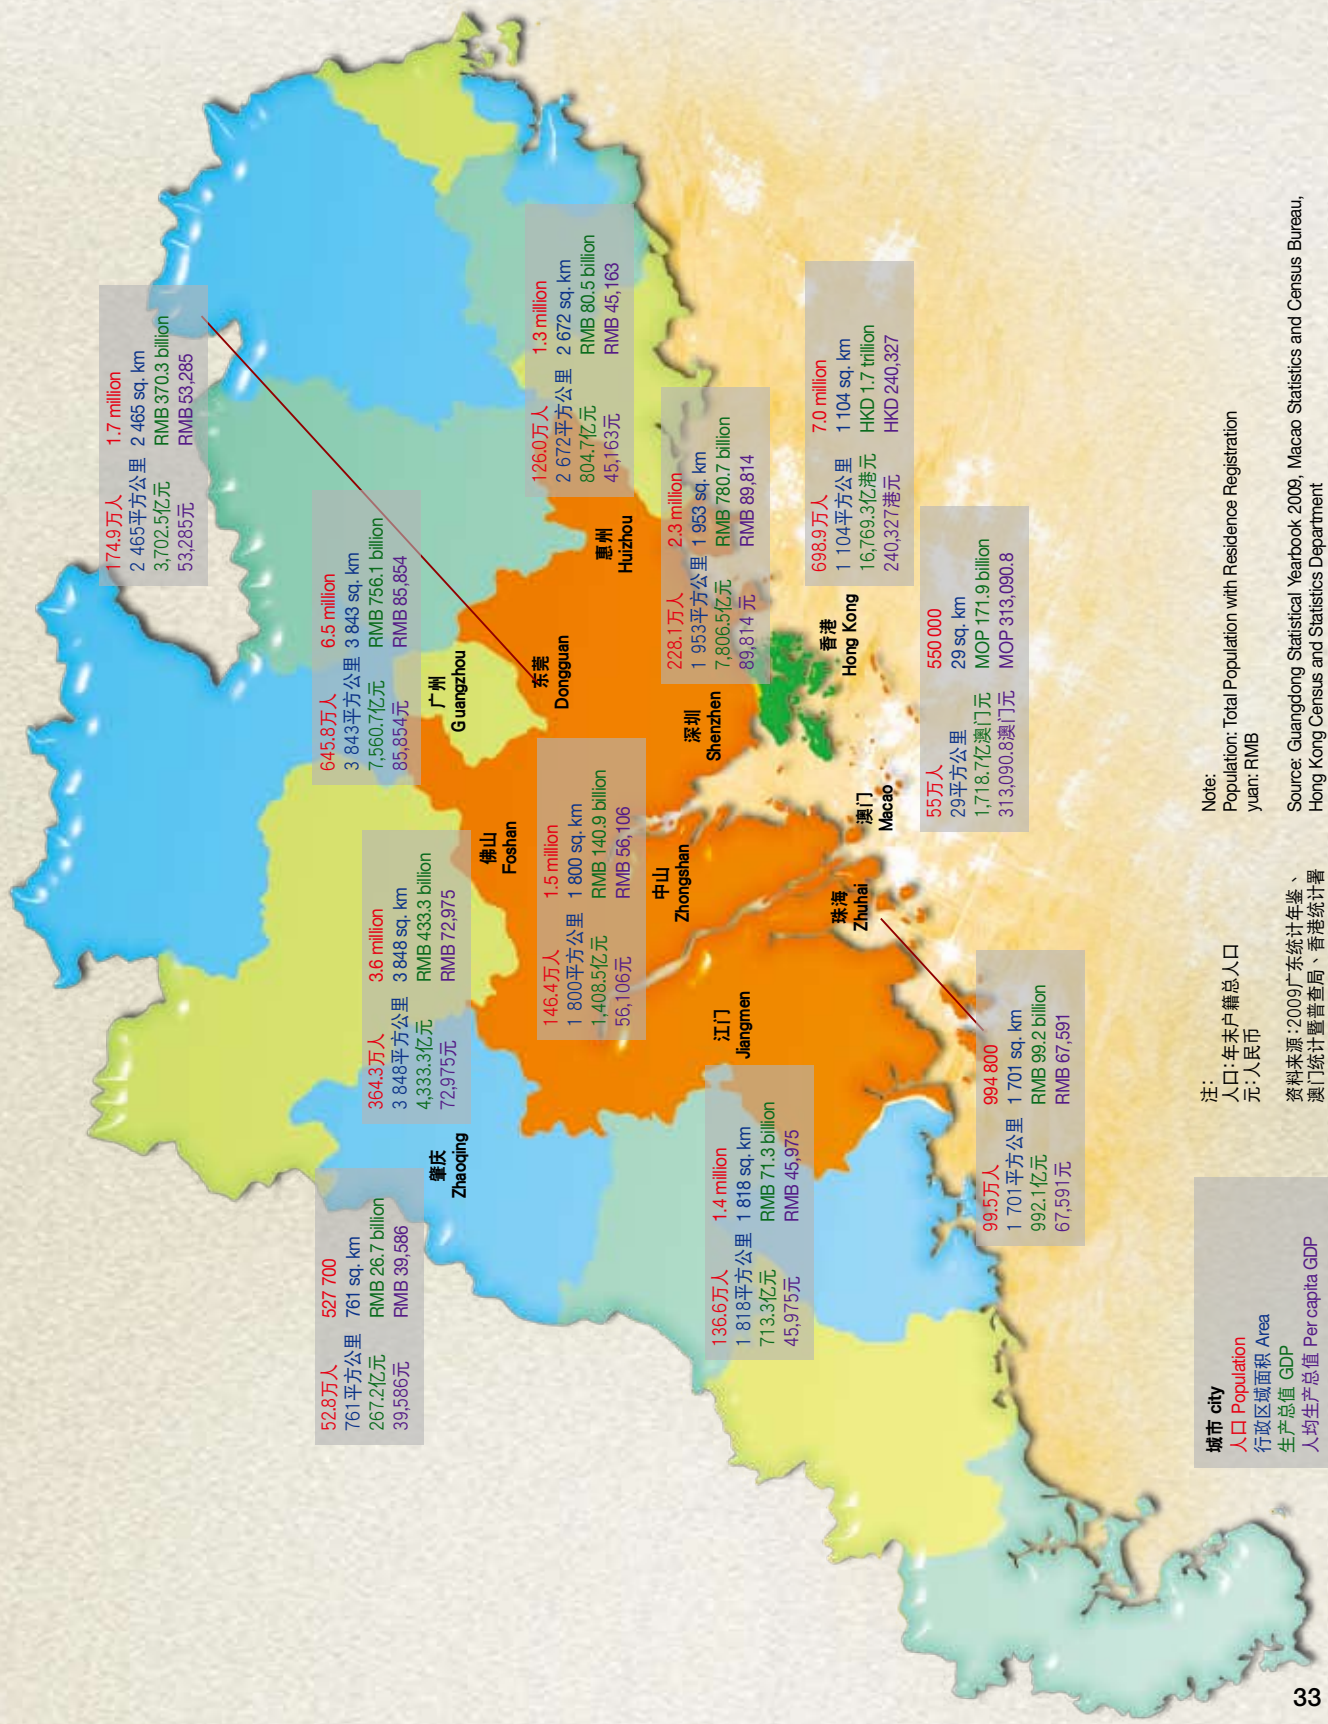 174.9万人 1.7 million
2 465平方公里 2 465 sq. km
3,702.5亿元 RMB 370.3 billion
53,285元 RMB 53,285
52.8万人 527 700
761平方公里 761 sq. km
267.2亿元 RMB 26.7 billion
39,586元 RMB 39,586
645.8万人 6.5 million
3 843平方公里 3 843 sq. km
7,560.7亿元 RMB 756.1 billion
85,854元 RMB 85,854
364.3万人 3.6 million
3 848平方公里 3 848 sq. km
4,333.3亿元 RMB 433.3 billion
72,975元 RMB 72,975
肇庆
Zhaoqing
广州
Guangzhou
佛山
Foshan
东莞
Dongguan
126.0万人 1.3 million
2 672平方公里 2 672 sq. km
804.7亿元 RMB 80.5 billion
45,163元 RMB 45,163
惠州
Huizhou
146.4万人 1.5 million
1 800平方公里 1 800 sq. km
1,408.5亿元 RMB 140.9 billion
56,106元 RMB 56,106
中山
Zhongshan
228.1万人 2.3 million
1 953平方公里 1 953 sq. km
7,806.5亿元 RMB 780.7 billion
89,814 元 RMB 89,814
深圳
Shenzhen
江门
Jiangmen
136.6万人 1.4 million
1 818平方公里 1 818 sq. km
713.3亿元 RMB 71.3 billion
45,975元 RMB 45,975
698.9万人 7.0 million
1 104平方公里 1 104 sq. km
16,769.3亿港元 HKD 1.7 trillion
240,327港元 HKD 240,327
香港
Hong Kong
珠海
Zhuhai
澳门
Macao
55万人 550 000
29平方公里 29 sq. km
1,718.7亿澳门元 MOP 171.9 billion
313,090.8澳门元 MOP 313,090.8
99.5万人 994 800
1 701平方公里 1 701 sq. km
992.1亿元 RMB 99.2 billion
67,591元 RMB 67,591
城市 city
人口 Population
行政区域面积 Area
生产总值 GDP
人均生产总值 Per capita GDP
注：
人口：年末户籍总人口
元：人民币
资料来源：2009广东统计年鉴、
澳门统计暨普查局、香港统计署
Note:
Population: Total Population with Residence Registration
yuan: RMB
Source: Guangdong Statistical Yearbook 2009, Macao Statistics and Census Bureau,
Hong Kong Census and Statistics Department
33